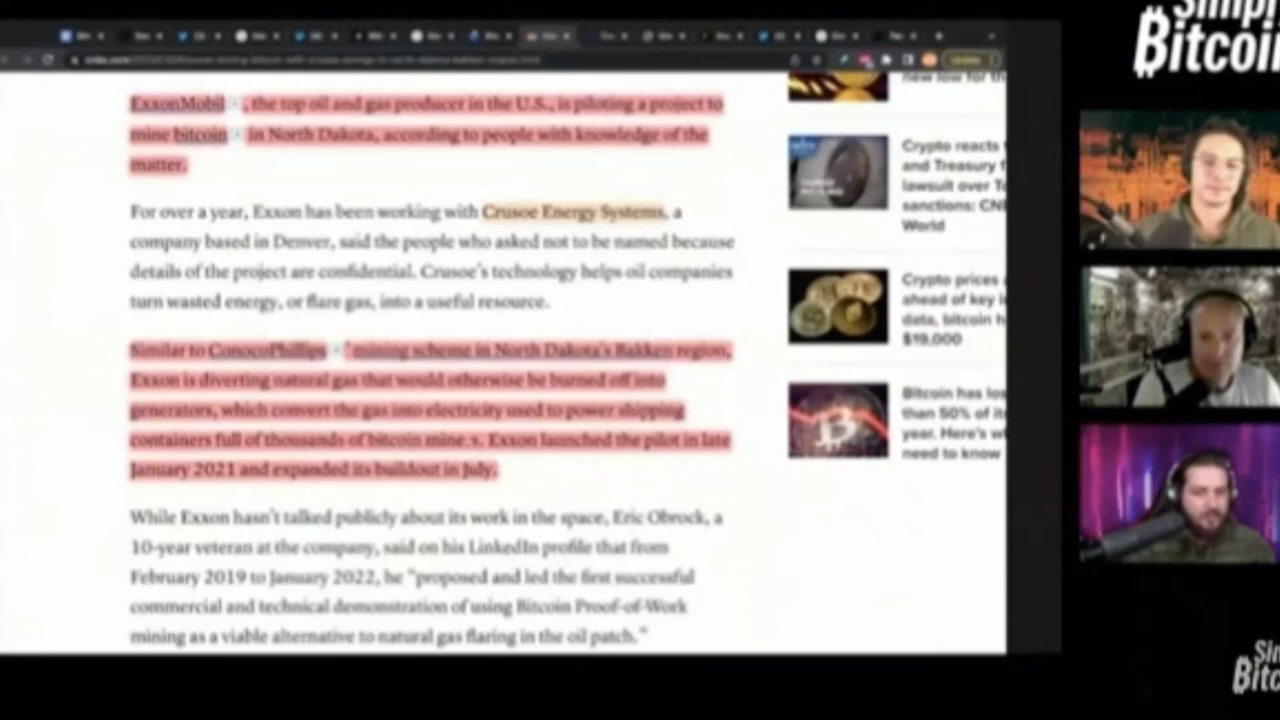 ExxonMobil , the top oil and gas producer in the U.S., is piloting a project to
mine bitcoin in North Dakota, according to people with knowledge of the
matter.
For over a year, Exxon has been working with Crusoe Energy Systems, a
company based in Denver, said the people who asked not to be named because
details of the project are confidential. Crusoe's technology helps oil companies
turn wasted energy, or flare gas, into a useful resource.
Similar to ConocoPhillips ' mining scheme in North Dakota's Bakken region,
Exxon is diverting natural gas that would otherwise be burned off into
generators, which convert the gas into electricity used to power shipping
containers full of thousands of bitcoin miners. Exxon launched the pilot in late
January 2021 and expanded its buildout in July.
While Exxon hasn't talked publicly about its work in the space, Eric Obrock, a
10-year veteran at the company, said on his LinkedIn profile that from
February 2019 to January 2022, he "proposed and led the first successful
commercial and technical demonstration of using Bitcoin Proof-of-Work
mining as a viable alternative to natural gas flaring in the oil patch."
new low for th
Crypto reacts
and Treasury f
lawsuit over To
sanctions: CN
World
Crypto prices
ahead of key i
data, bitcoin h
$19,000
Bitcoin has los
than 50% of it
year. Here's w
need to know
Simpl
Bitcoin
Sim
Bitc